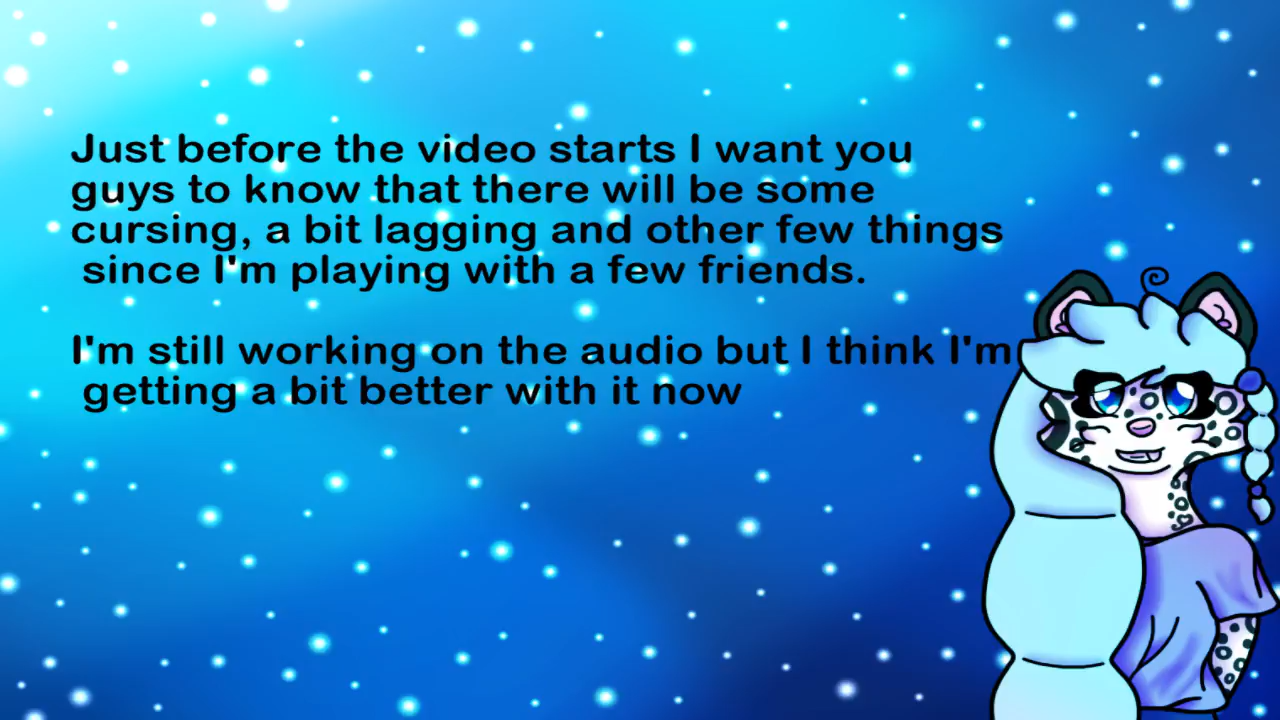 Just before the video starts I want you
guys to know that there will be some
cursing, a bit lagging and other few things
since I'm playing with a few friends.
I'm still working on the audio but I think I'm
getting a bit better with it now